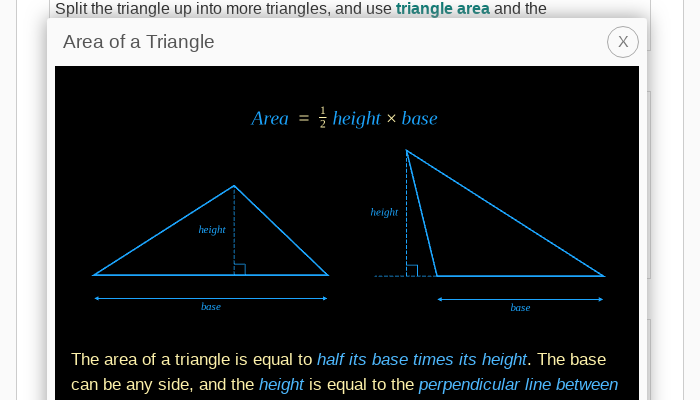 Split the triangle up into more triangles, and use triangle area and the
Area of a Triangle
X
Area = 1/2 height × base
height
height
base
base
The area of a triangle is equal to half its base times its height. The base
can be any side, and the height is equal to the perpendicular line between